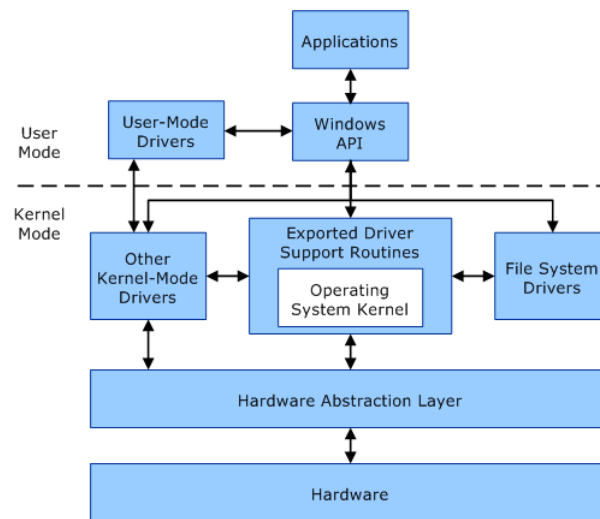 Applications
User-Mode
Drivers
Windows
API
User
Mode
Kernel
Mode
Other
Kernel-Mode
Drivers
Exported Driver
Support Routines
Operating
System Kernel
File System
Drivers
Hardware Abstraction Layer
Hardware